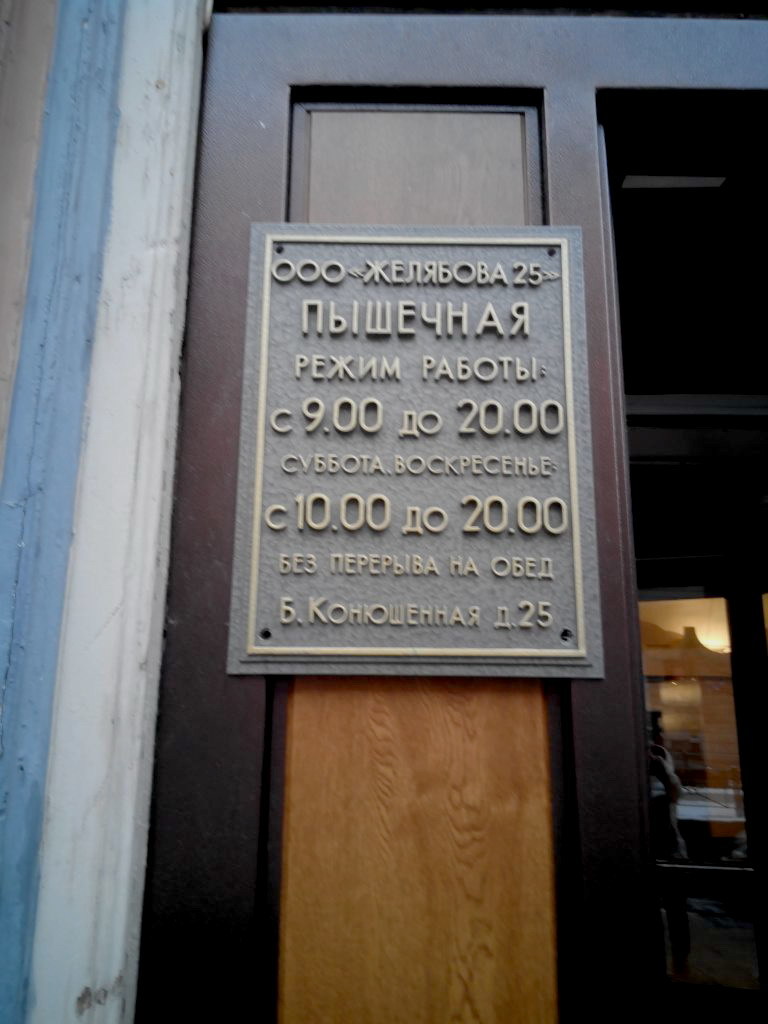 ООО «ЖЕЛЯБОВА 25»
ПЫШЕЧНАЯ
РЕЖИМ РАБОТЫ:
с 9.00 до 20.00
СУББОТА, ВОСКРЕСЕНЬЕ:
с 10.00 до 20.00
БЕЗ ПЕРЕРЫВА НА ОБЕД
Б. Конюшенная д.25